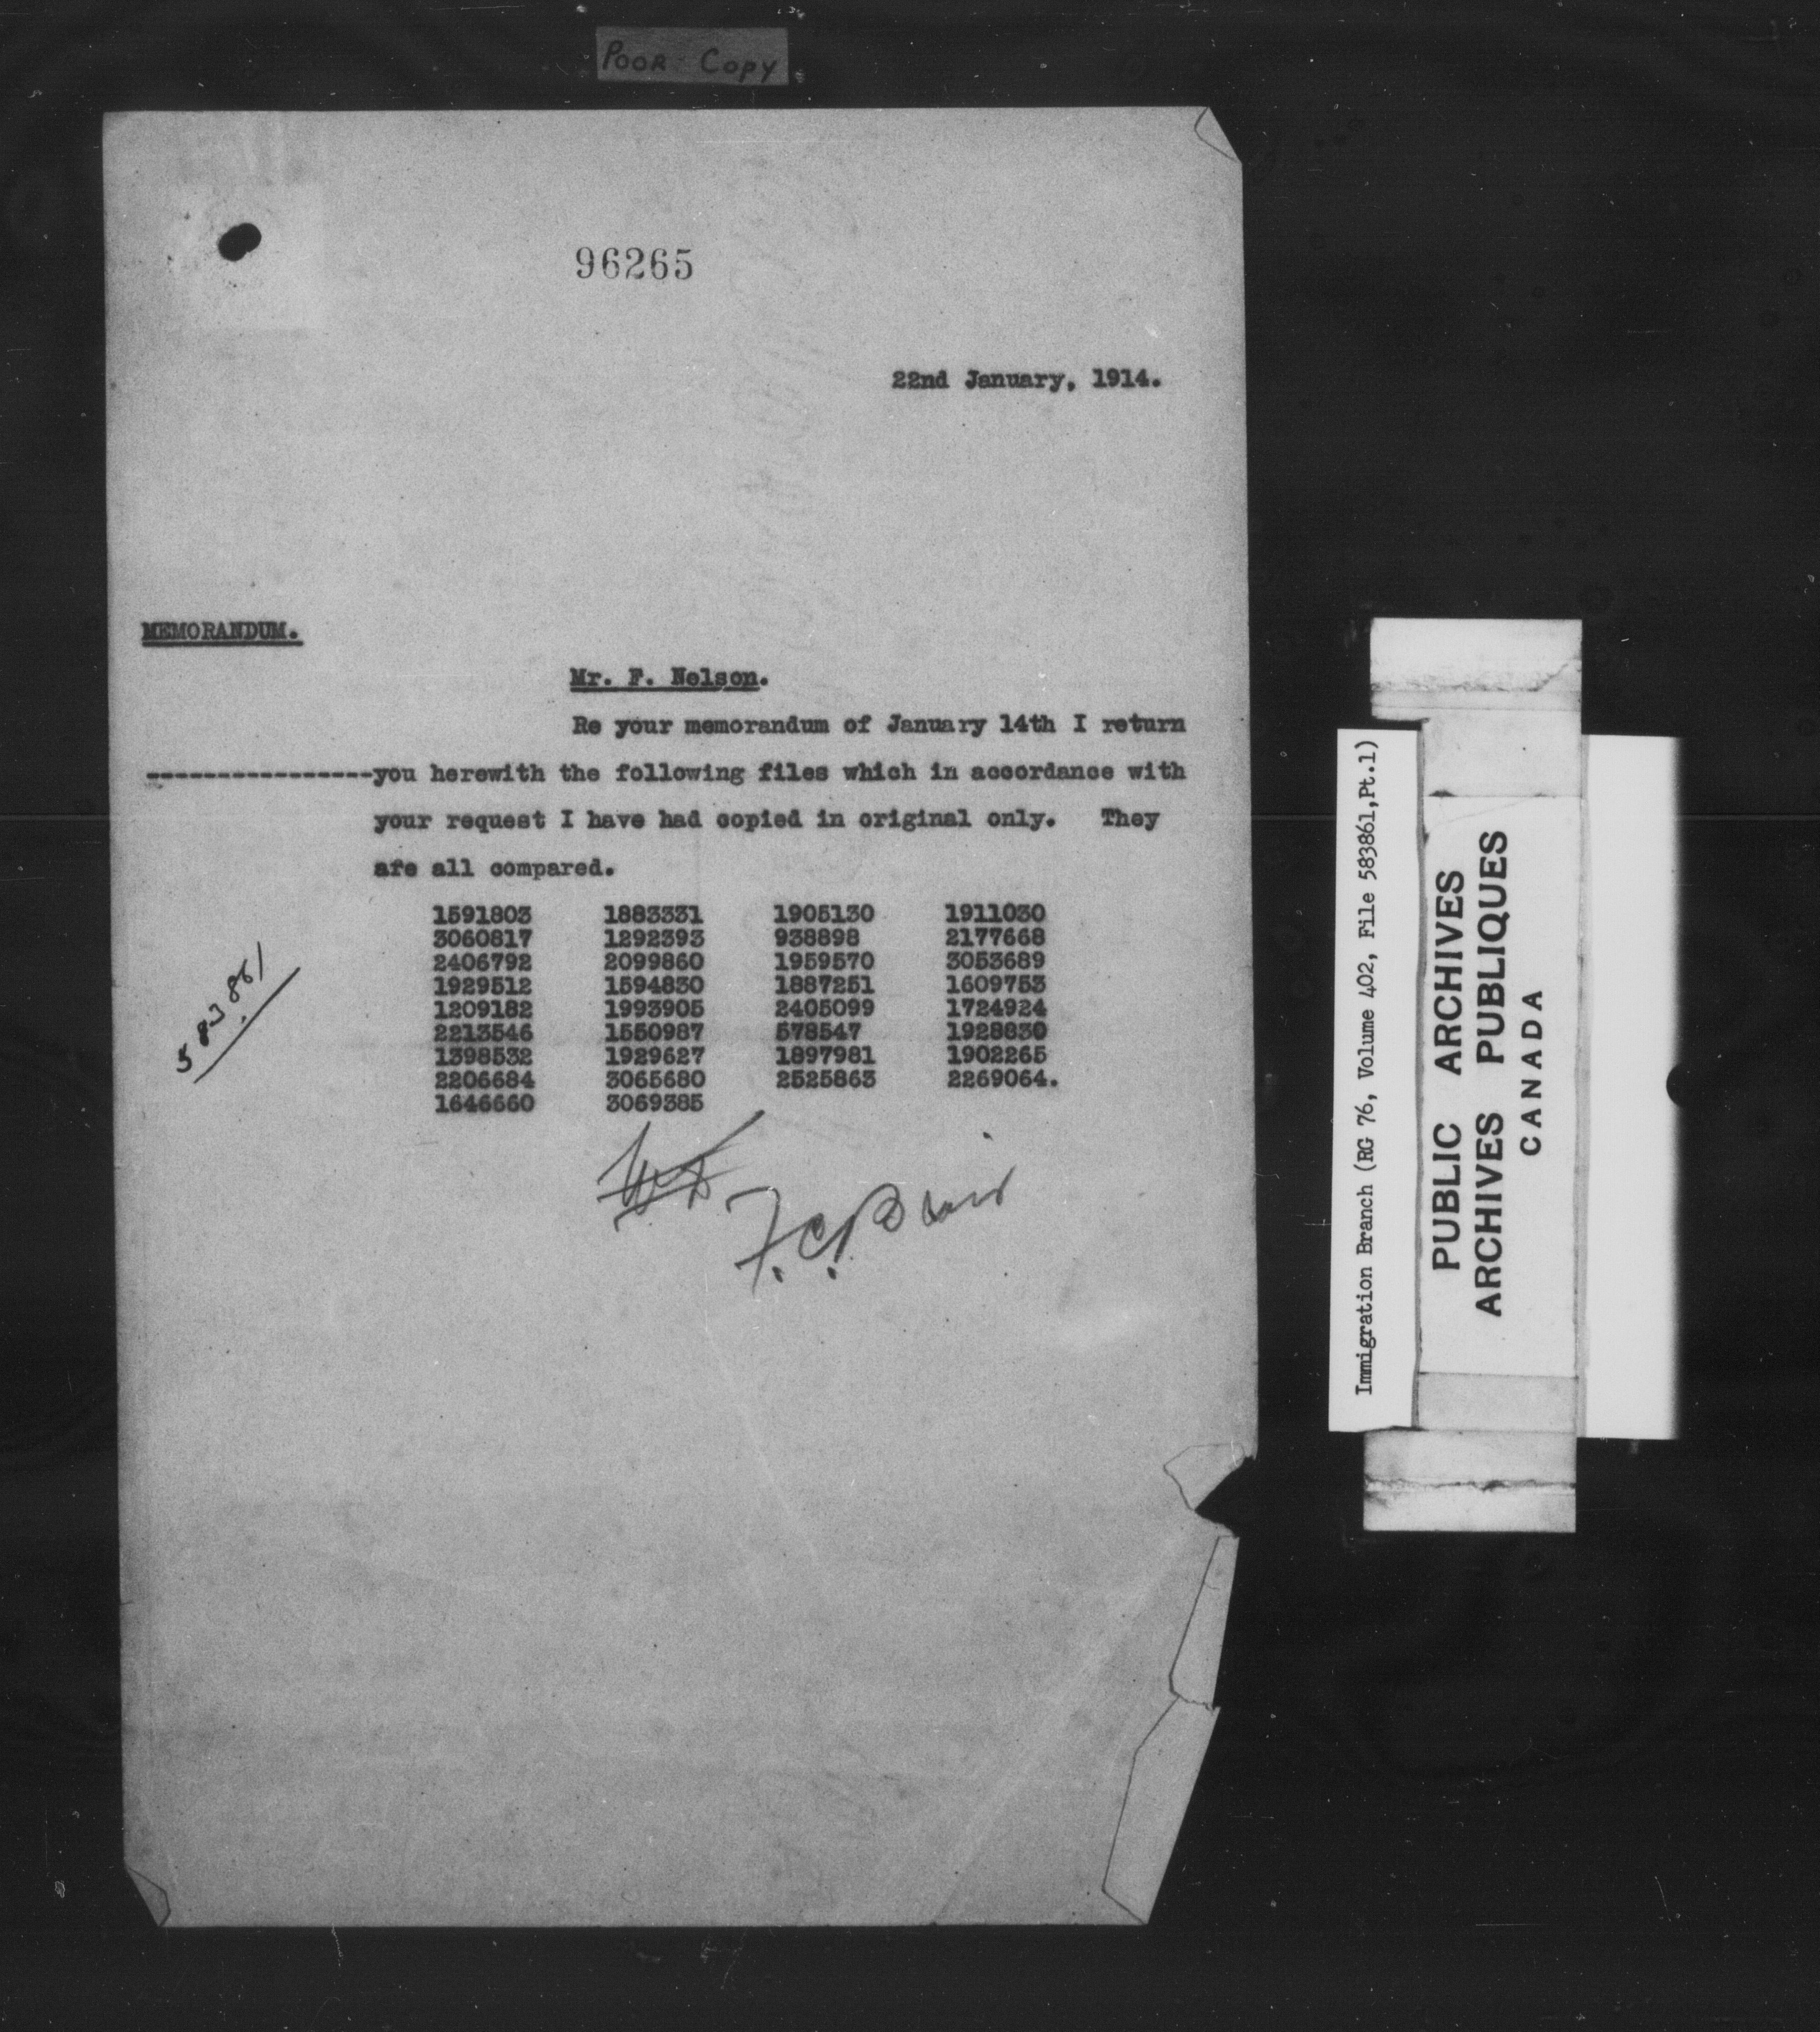 POOR COPY
96265
22nd January, 1914.
MEMORANDUM.
Mr. F. Nelson.
Re your memorandum of January 14th I return
----------------you herewith the following files which in accordance with
your request I have had copied in original only. They
are all compared.
1591803 1883331 1905130 1911030
3060817 1292393 938898 2177668
2406792 2099860 1959570 3053689
1929512 1594830 1887251 1609753
1209182 1993905 2405099 1724924
2213546 1550987 578547 1928830
1398532 1929627 1897981 1902265
2206684 3065680 2525863 2269064.
1646660 3069385
583861
F.C. Blair
Immigration Branch (RG 76, Volume 402, File 583861,Pt.1)
PUBLIC ARCHIVES
ARCHIVES PUBLIQUES
CANADA